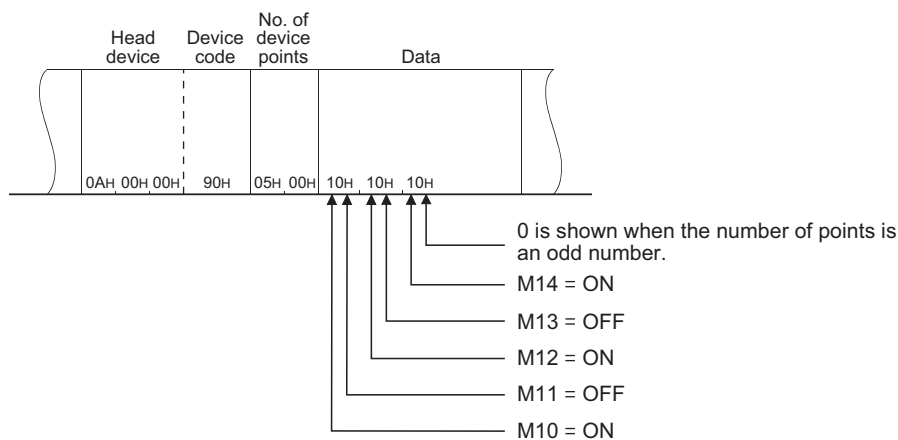 Head
device
Device
code
No. of
device
points
Data
0AH 00H 00H 90H 05H 00H 10H 10H 10H
0 is shown when the number of points is
an odd number.
M14 = ON
M13 = OFF
M12 = ON
M11 = OFF
M10 = ON